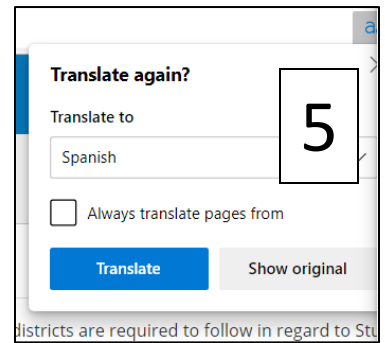 a
Translate again?
Translate to
5
Spanish
Always translate pages from
Translate
Show original
districts are required to follow in regard to Stu